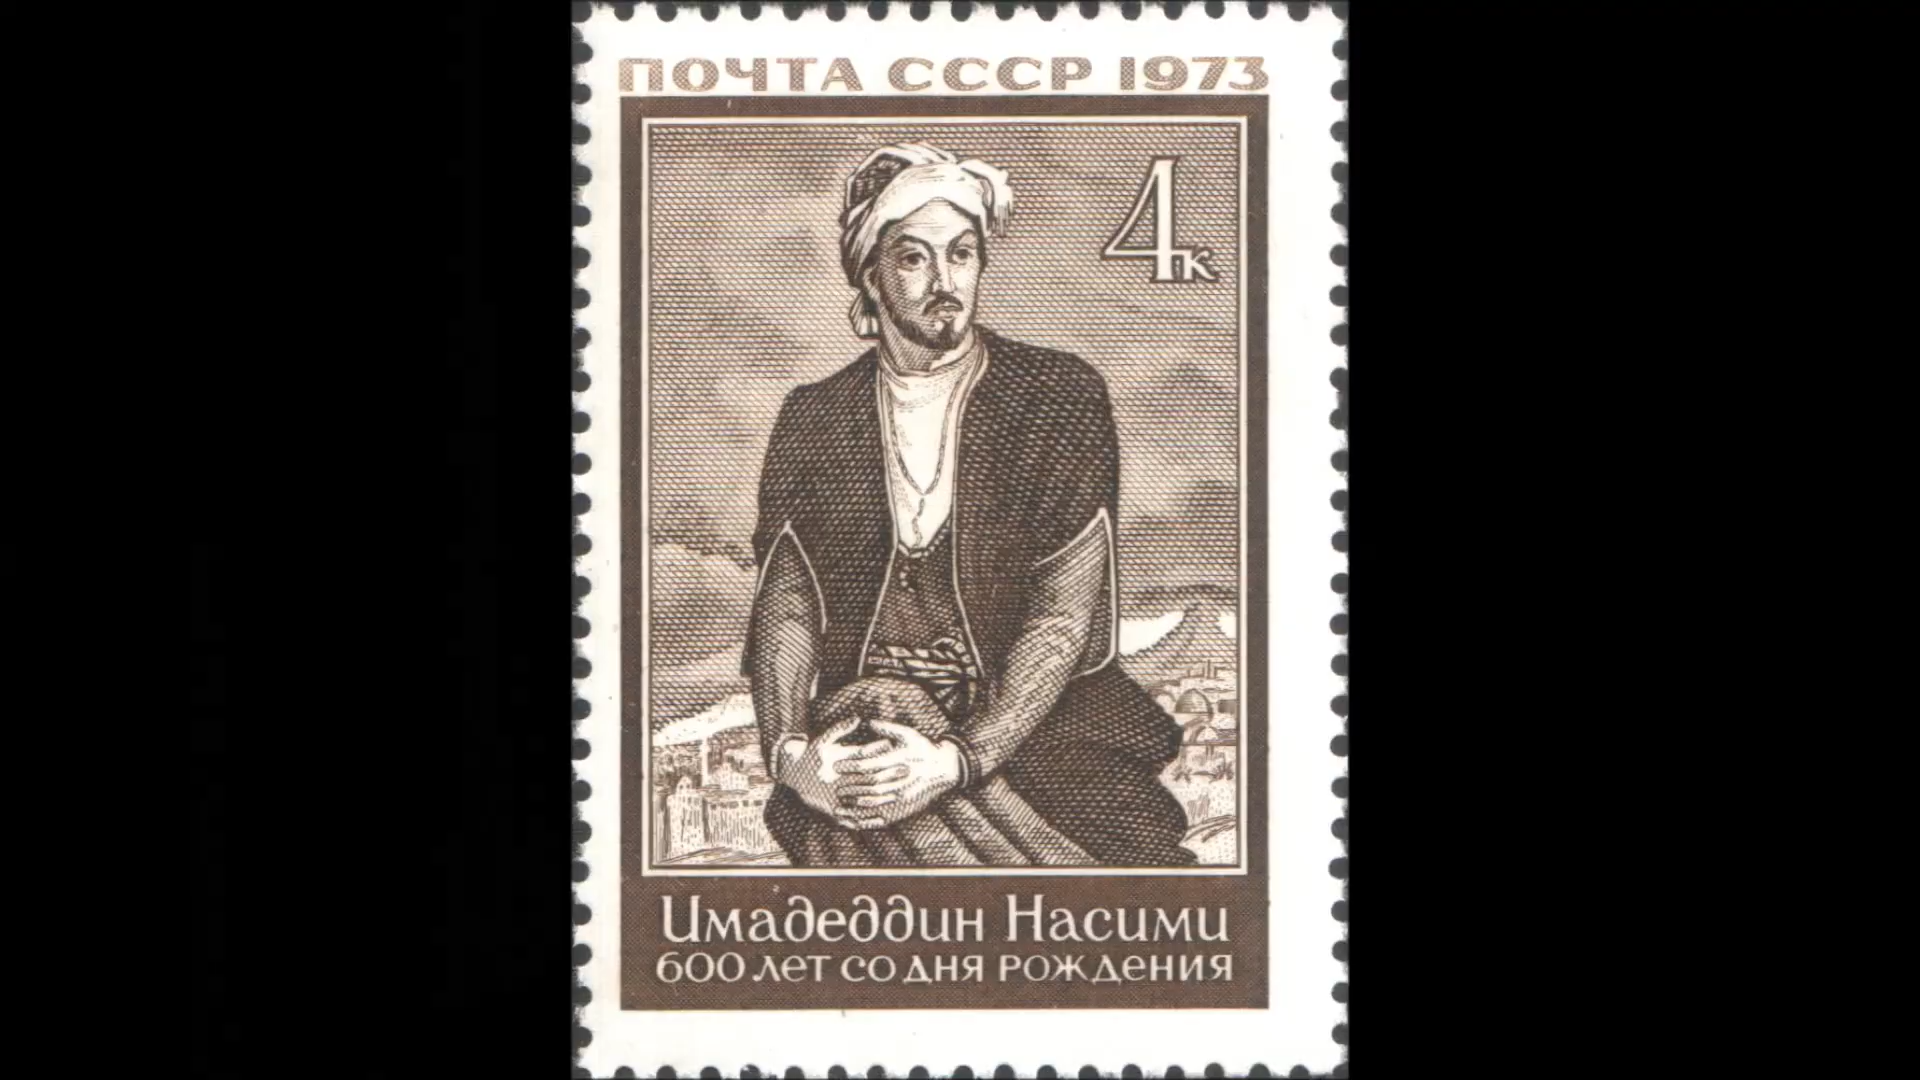 ПОЧТА СССР 1973
4к
Имадеддин Насими
600 лет со дня рождения